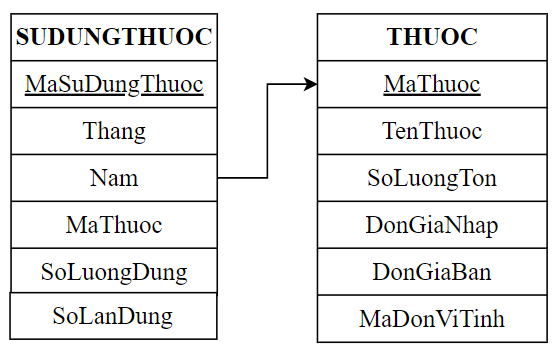 SUDUNGTHUOC
MaSuDungThuoc
Thang
Nam
MaThuoc
SoLuongDung
SoLanDung
THUOC
MaThuoc
TenThuoc
SoLuongTon
DonGiaNhap
DonGiaBan
MaDonViTinh